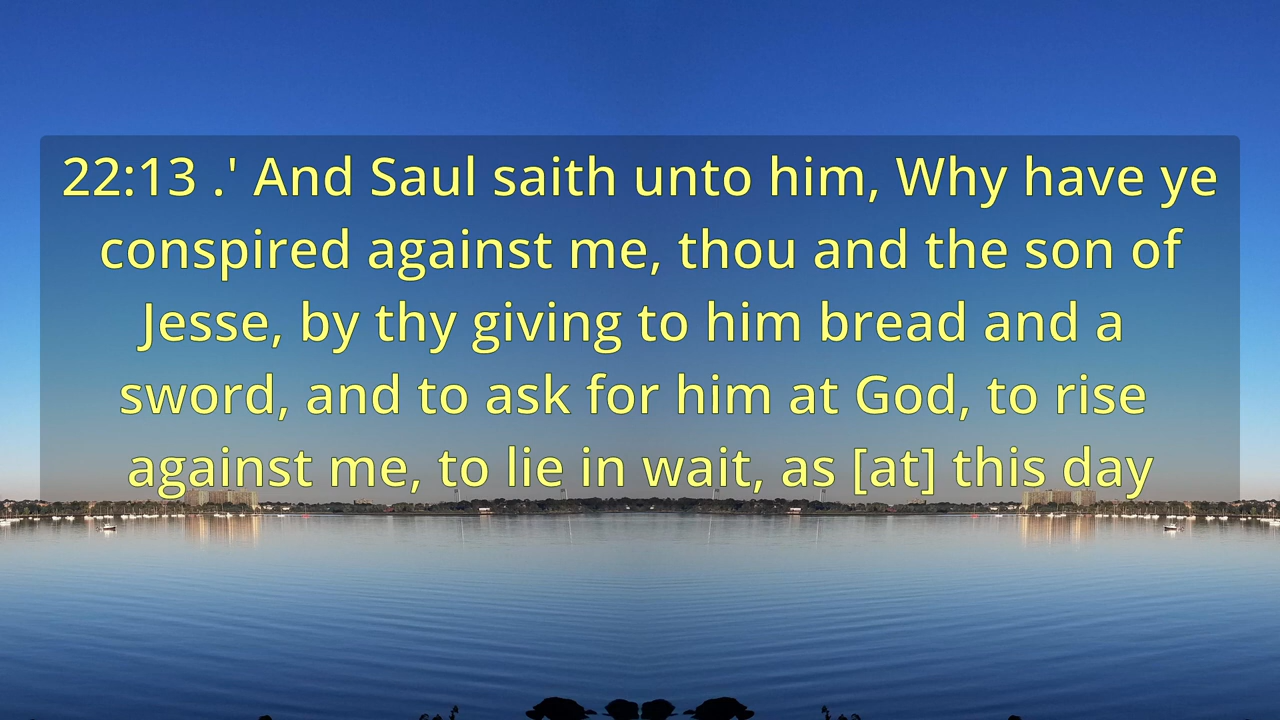 22:13 .' And Saul saith unto him, Why have ye
conspired against me, thou and the son of
Jesse, by thy giving to him bread and a
sword, and to ask for him at God, to rise
against me, to lie in wait, as [at] this day